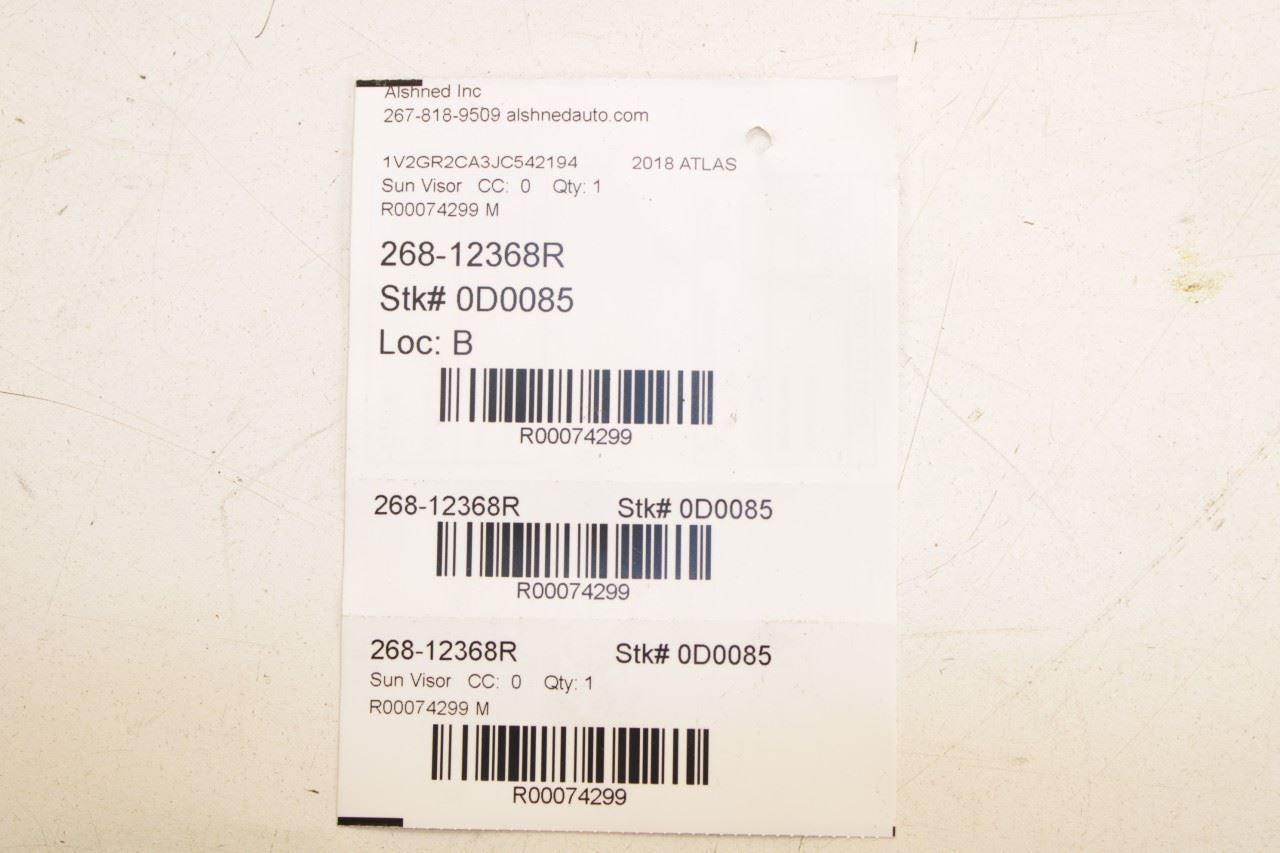 Alshned Inc
267-818-9509 alshnedauto.com
1V2GR2CA3JC542194 2018 ATLAS
Sun Visor CC: 0 Qty: 1
R00074299 M
268-12368R
Stk# 0D0085
Loc: B
R00074299
268-12368R Stk# 0D0085
R00074299
268-12368R Stk# 0D0085
Sun Visor CC: 0 Qty: 1
R00074299 M
R00074299